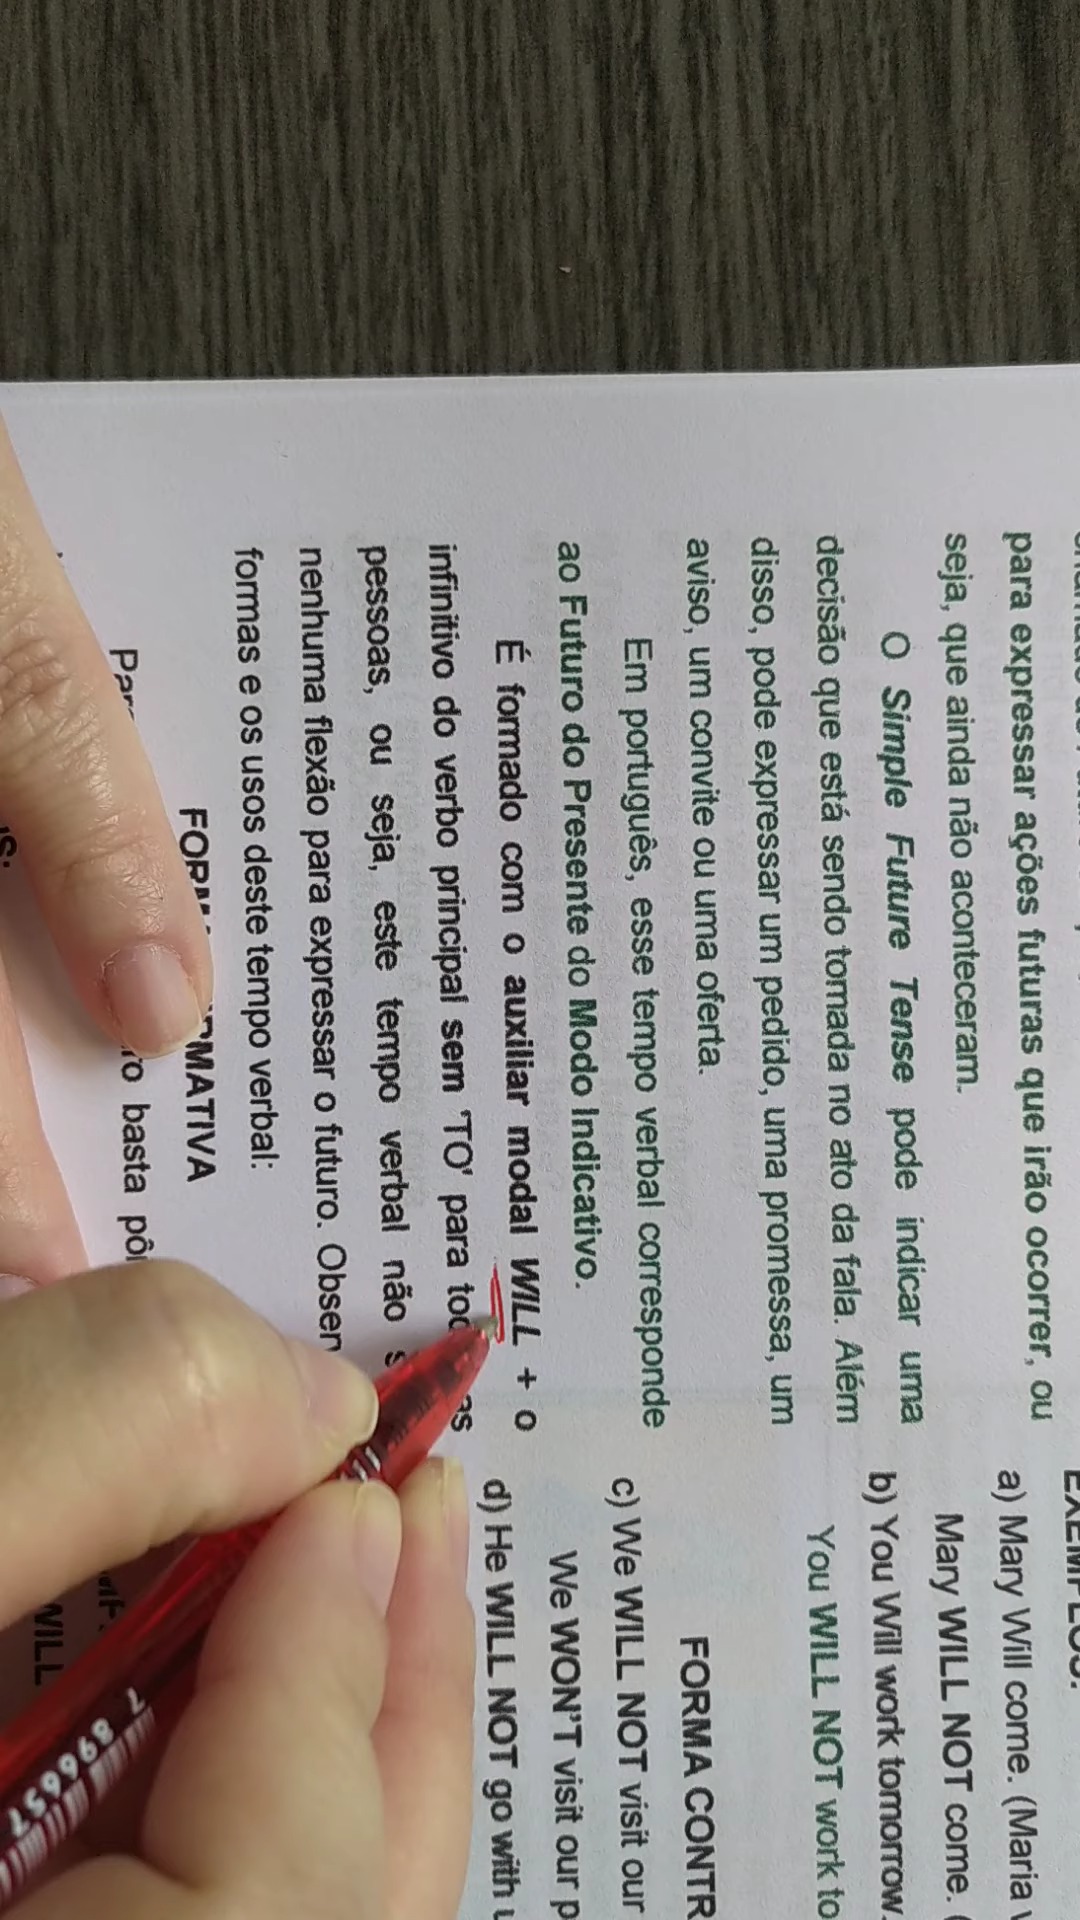 para expressar ações futuras que irão ocorrer, ou
seja, que ainda não aconteceram.
O Simple Future Tense pode indicar uma
decisão que está sendo tomada no ato da fala. Além
disso, pode expressar um pedido, uma promessa, um
aviso, um convite ou uma oferta.
Em português, esse tempo verbal corresponde
ao Futuro do Presente do Modo Indicativo.
É formado com o auxiliar modal WILL + o
infinitivo do verbo principal sem 'TO' para
pessoas, ou seja, este tempo verbal não
nenhuma flexão para expressar o futuro.
formas e os usos deste tempo verbal:
basta
EXEMPLOS:
a) Mary Will come. (Maria
Mary WILL NOT come. (
b) You Will work tomorrow.
You WILL NOT work to
FORMA CONTR
c) We WILL NOT visit our
We WON'T visit our p
d) He WILL NOT go with
WILL
7 896657